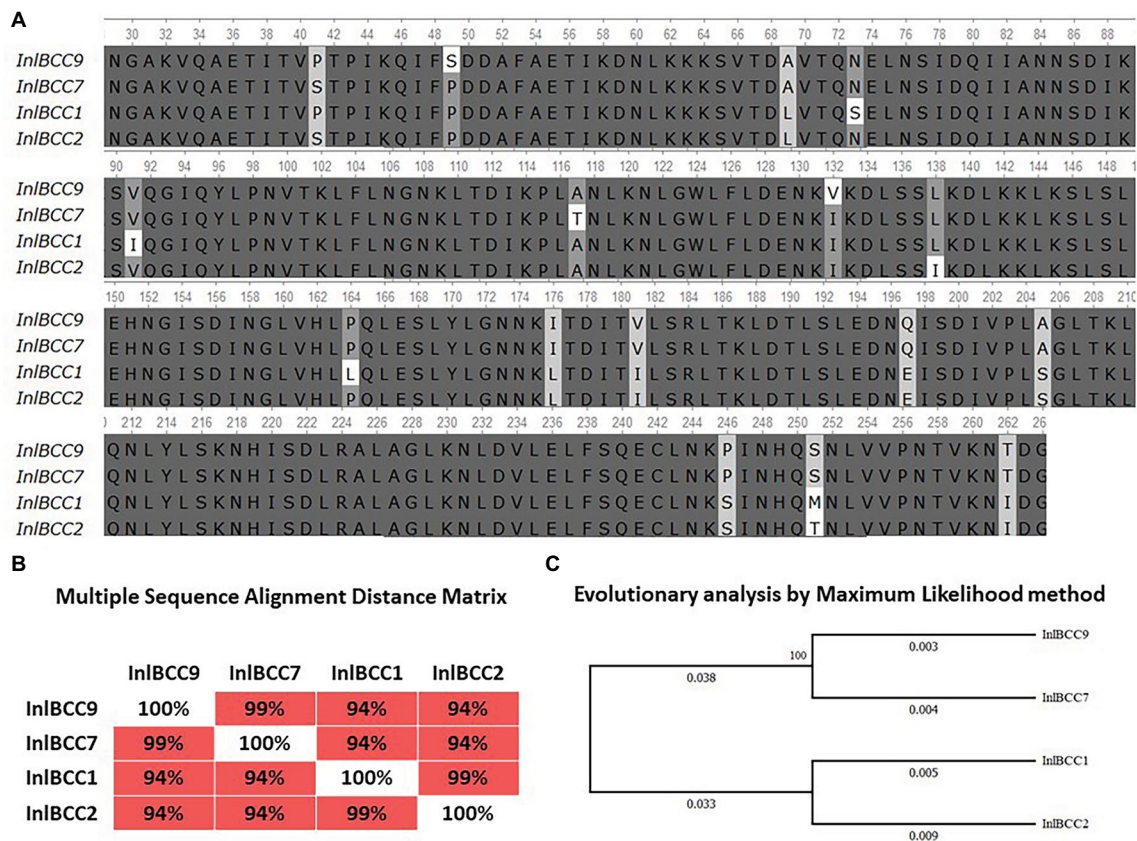 A
30 32 34 36 38 40 42 44 46 48 50 52 54 56 58 60 62 64 66 68 70 72 74 76 78 80 82 84 86 88
InlBCC9 NGAKVQAETITVPTPIKQIFSDDAFAETIKDNLKKKSVTDAVTQNELNSIDQIIANNSDIK
InlBCC7 NGAKVQAETITVSTPIKQIFPDDAFAETIKDNLKKKSVTDAVTQNELNSIDQIIANNSDIK
InlBCC1 NGAKVQAETITVPTPIKQIFPDDAFAETIKDNLKKKSVTDLVTQSELNSIDQIIANNSDIK
InlBCC2 NGAKVQAETITVSTPIKQIFPDDAFAETIKDNLKKKSVTDLVTQNELNSIDQIIANNSDIK
90 92 94 96 98 100 102 104 106 108 110 112 114 116 118 120 122 124 126 128 130 132 134 136 138 140 142 144 146 148
InlBCC9 SVQGIQYLPNVTKLFLNGNKLTDIKPLANLKNLGWLFLDENKVKDLSSLKDLKKLKSLSL
InlBCC7 SVQGIQYLPNVTKLFLNGNKLTDIKPLTNLKNLGWLFLDENKIKDLSSLKDLKKLKSLSL
InlBCC1 SIQGIQYLPNVTKLFLNGNKLTDIKPLANLKNLGWLFLDENKIKDLSSLKDLKKLKSLSL
InlBCC2 SVQGIQYLPNVTKLFLNGNKLTDIKPLANLKNLGWLFLDENKIKDLSSIKDLKKLKSLSL
150 152 154 156 158 160 162 164 166 168 170 172 174 176 178 180 182 184 186 188 190 192 194 196 198 200 202 204 206 208 210
InlBCC9 EHNGISDINGLVHLPQLESLYLGNNKITDITVLSRLTKLDTLSLEDNQISDIVPLAGLTKL
InlBCC7 EHNGISDINGLVHLPQLESLYLGNNKITDITVLSRLTKLDTLSLEDNQISDIVPLAGLTKL
InlBCC1 EHNGISDINGLVHLLQLESLYLGNNKLTDITILSRLTKLDTLSLEDNEISDIVPLSGLTKL
InlBCC2 EHNGISDINGLVHLPQLESLYLGNNKLTDITILSRLTKLDTLSLEDNEISDIVPLSGLTKL
0 212 214 216 218 220 222 224 226 228 230 232 234 236 238 240 242 244 246 248 250 252 254 256 258 260 262 26
InlBCC9 QNLYLSKNHISDLRALAGLKNLDVLELFSQECLNKPINHQSNLVVPNTVKNTDG
InlBCC7 QNLYLSKNHISDLRALAGLKNLDVLELFSQECLNKPINHQSNLVVPNTVKNTDG
InlBCC1 QNLYLSKNHISDLRALAGLKNLDVLELFSQECLNKSINHQMNLVVPNTVKNIDG
InlBCC2 QNLYLSKNHISDLRALAGLKNLDVLELFSQECLNKSINHQTNLVVPNTVKNIDG
B
Multiple Sequence Alignment Distance Matrix
InlBCC9 InlBCC7 InlBCC1 InlBCC2
InlBCC9 100% 99% 94% 94%
InlBCC7 99% 100% 94% 94%
InlBCC1 94% 94% 100% 99%
InlBCC2 94% 94% 99% 100%
C
Evolutionary analysis by Maximum Likelihood method
InlBCC9
0.003
100
0.038
InlBCC7
0.004
InlBCC1
0.005
0.033
InlBCC2
0.009